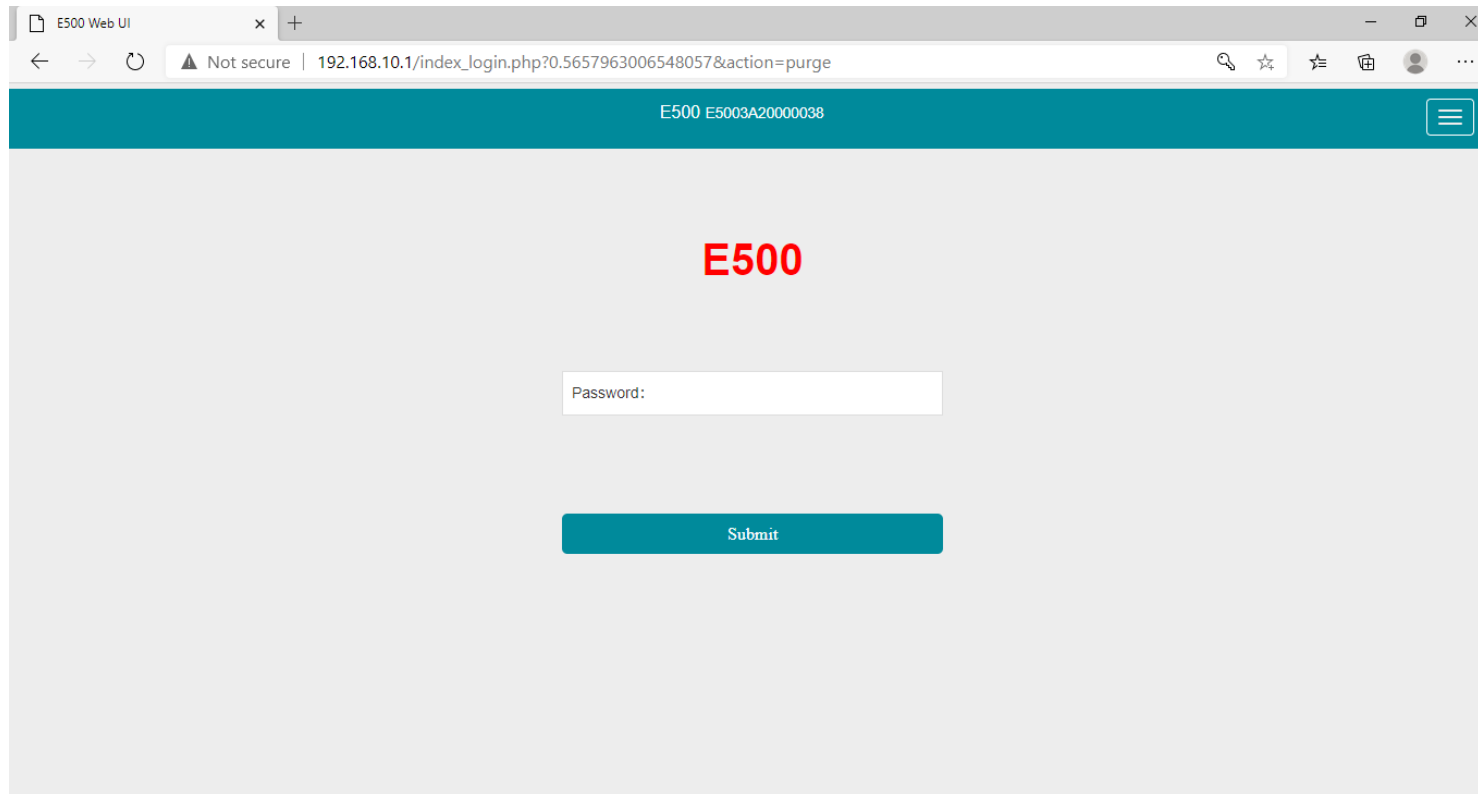 E500 Web UI
Not secure | 192.168.10.1/index_login.php?0.5657963006548057&action=purge
E500 E5003A20000038
E500
Password:
Submit